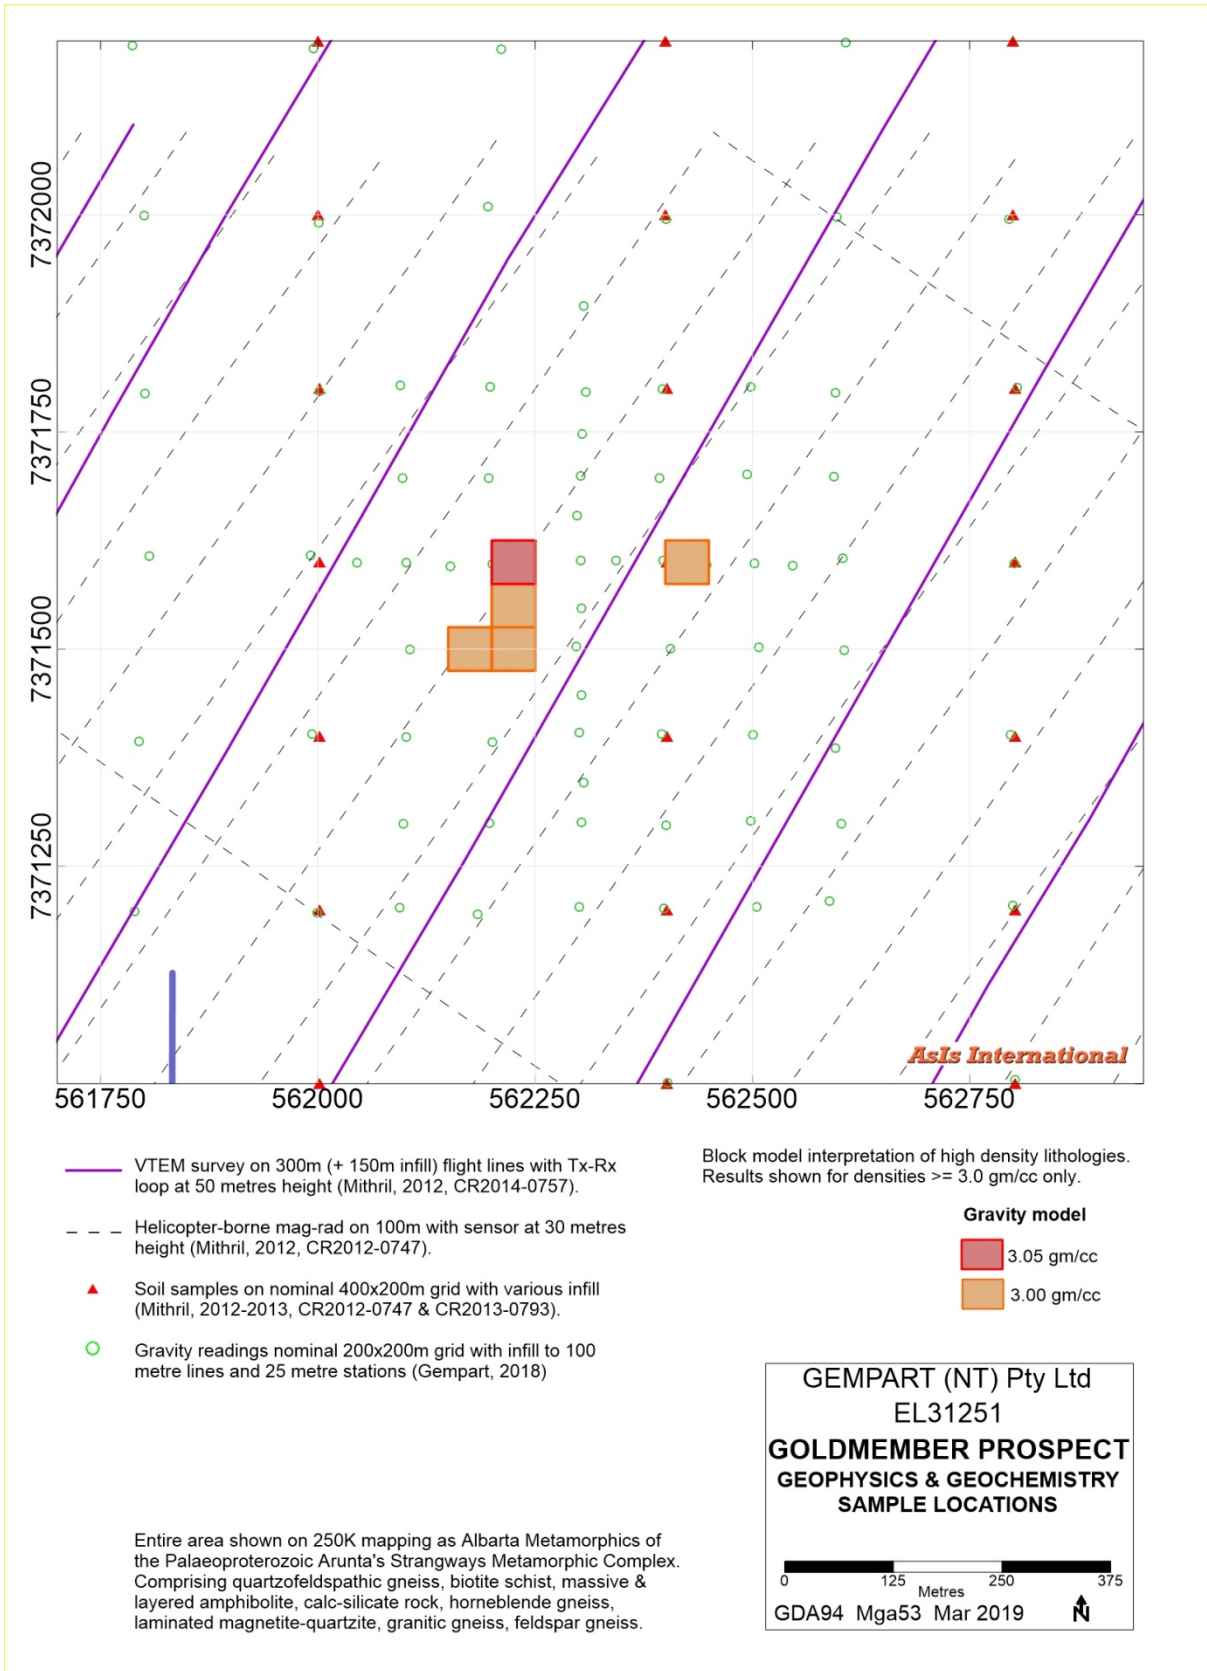 7372000
7371750
7371500
7371250
AsIs International
561750
562000
562250
562500
562750
VTEM survey on 300m (+ 150m infill) flight lines with Tx-Rx
loop at 50 metres height (Mithril, 2012, CR2014-0757).
Helicopter-borne mag-rad on 100m with sensor at 30 metres
height (Mithril, 2012, CR2012-0747).
Soil samples on nominal 400x200m grid with various infill
(Mithril, 2012-2013, CR2012-0747 & CR2013-0793).
Gravity readings nominal 200x200m grid with infill to 100
metre lines and 25 metre stations (Gempart, 2018)
Block model interpretation of high density lithologies.
Results shown for densities >= 3.0 gm/cc only.
Gravity model
3.05 gm/cc
3.00 gm/cc
Entire area shown on 250K mapping as Albarta Metamorphics of
the Palaeoproterozoic Arunta's Strangways Metamorphic Complex.
Comprising quartzofeldspathic gneiss, biotite schist, massive &
layered amphibolite, calc-silicate rock, horneblende gneiss,
laminated magnetite-quartzite, granitic gneiss, feldspar gneiss.
GEMPART (NT) Pty Ltd
EL31251
GOLDMEMBER PROSPECT
GEOPHYSICS & GEOCHEMISTRY
SAMPLE LOCATIONS
0 125 250 375
Metres
GDA94 Mga53 Mar 2019 N